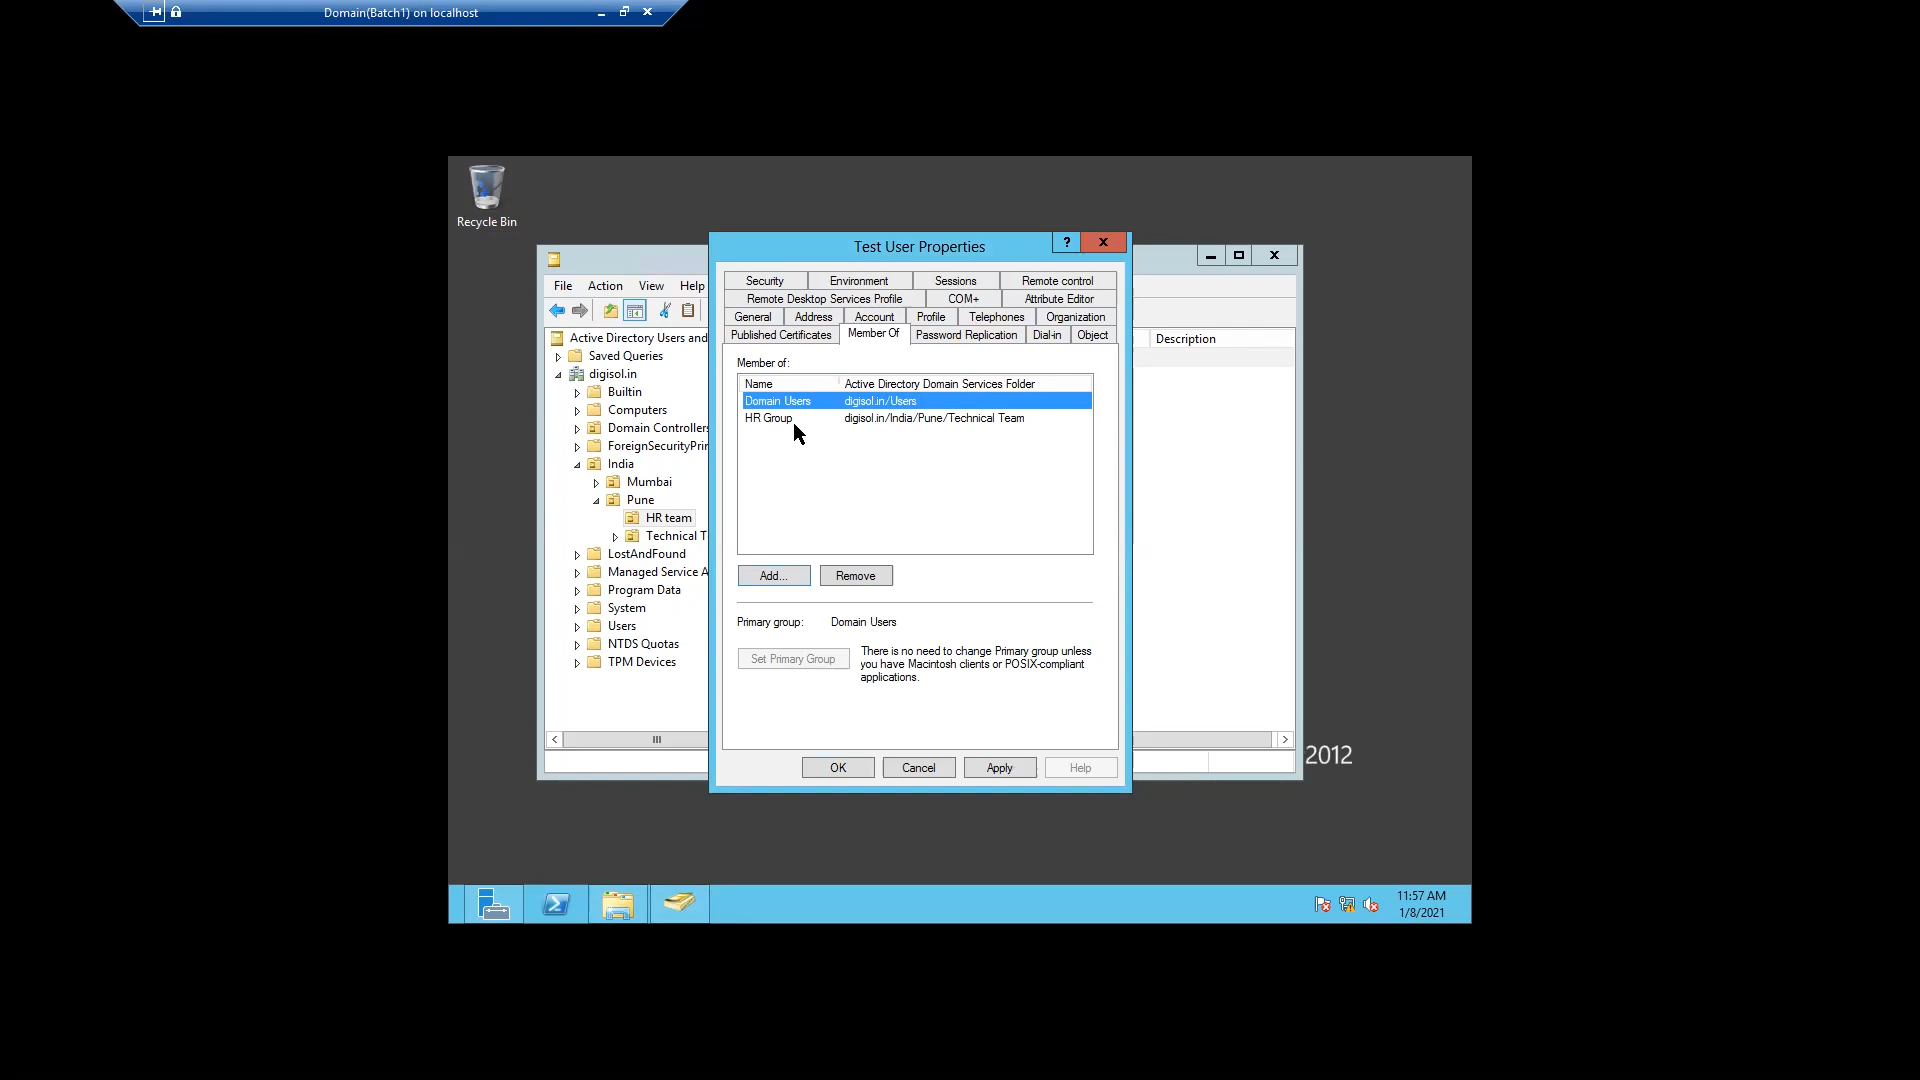 Domain(Batch1) on localhost
Recycle Bin
Test User Properties
?
File Action View Help
Active Directory Users and
Saved Queries
digisol.in
Builtin
Computers
Domain Controllers
ForeignSecurityPrin
India
Mumbai
Pune
HR team
Technical T
LostAndFound
Managed Service A
Program Data
System
Users
NTDS Quotas
TPM Devices
Security Environment Sessions Remote control
Remote Desktop Services Profile COM+ Attribute Editor
General Address Account Profile Telephones Organization
Published Certificates Member Of Password Replication Dial-in Object
Member of:
Name Active Directory Domain Services Folder
Domain Users digisol.in/Users
HR Group digisol.in/India/Pune/Technical Team
Add... Remove
Primary group: Domain Users
Set Primary Group
There is no need to change Primary group unless
you have Macintosh clients or POSIX-compliant
applications.
OK Cancel Apply Help
Description
2012
11:57 AM
1/8/2021